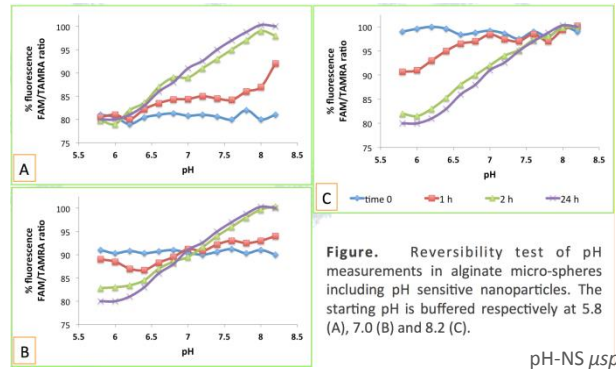 % fluorescence
FAM/TAMRA ratio
100
95
90
85
80
75
5.5
6
6.5
7
7.5
8
8.5
pH
A
% fluorescence
FAM/TAMRA ratio
100
95
90
85
80
75
5.5
6
6.5
7
7.5
8
8.5
pH
C
time 0
1 h
2 h
24 h
% fluorescence
FAM/TAMRA ratio
100
95
90
85
80
75
5.5
6
6.5
7
7.5
8
8.5
pH
B
Figure. Reversibility test of pH
measurements in alginate micro-spheres
including pH sensitive nanoparticles. The
starting pH is buffered respectively at 5.8
(A), 7.0 (B) and 8.2 (C).
pH-NS μsp